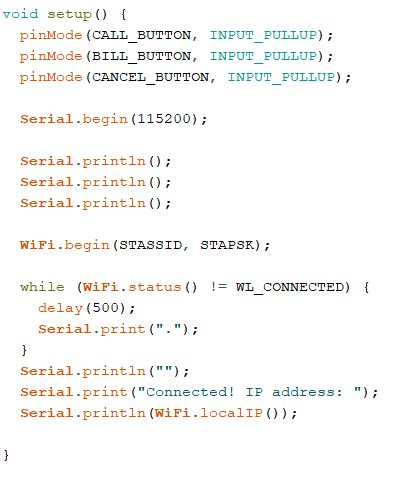 void setup() {
  pinMode(CALL_BUTTON, INPUT_PULLUP);
  pinMode(BILL_BUTTON, INPUT_PULLUP);
  pinMode(CANCEL_BUTTON, INPUT_PULLUP);

  Serial.begin(115200);

  Serial.println();
  Serial.println();
  Serial.println();

  WiFi.begin(STASSID, STAPSK);

  while (WiFi.status() != WL_CONNECTED) {
    delay(500);
    Serial.print(".");
  }
  Serial.println("");
  Serial.print("Connected! IP address: ");
  Serial.println(WiFi.localIP());

}